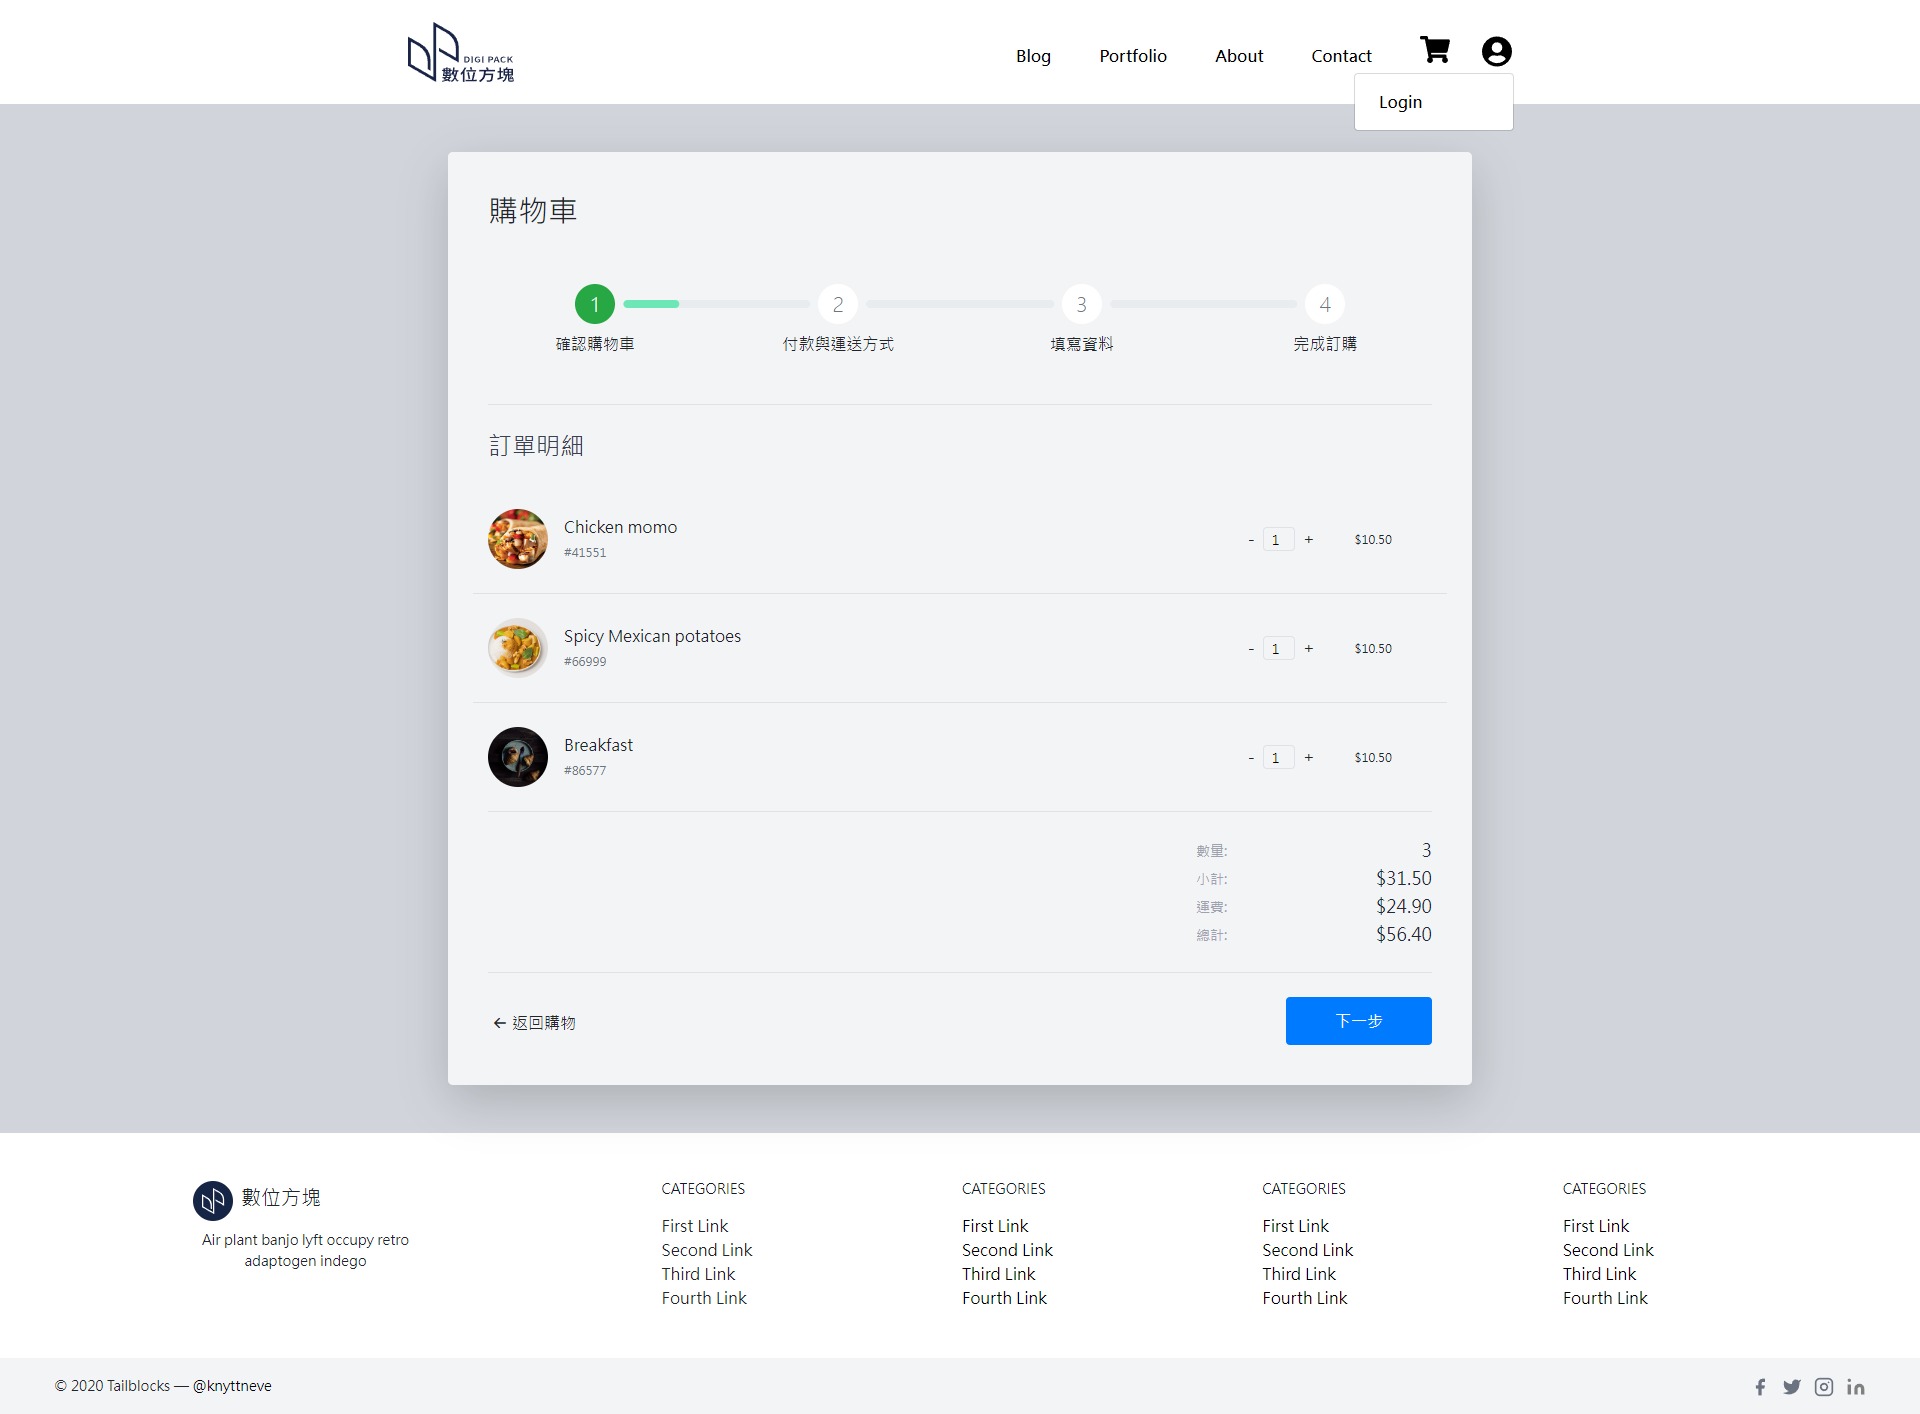 DIGI PACK
數位方塊
Blog
Portfolio
About
Contact
Login
購物車
1
2
3
4
確認購物車
付款與運送方式
填寫資料
完成訂購
訂單明細
Chicken momo
#41551
- 1 +
$10.50
Spicy Mexican potatoes
#66999
- 1 +
$10.50
Breakfast
#86577
- 1 +
$10.50
數量: 3
小計: $31.50
運費: $24.90
總計: $56.40
← 返回購物
下一步
數位方塊
Air plant banjo lyft occupy retro
adaptogen indego
CATEGORIES
First Link
Second Link
Third Link
Fourth Link
CATEGORIES
First Link
Second Link
Third Link
Fourth Link
CATEGORIES
First Link
Second Link
Third Link
Fourth Link
CATEGORIES
First Link
Second Link
Third Link
Fourth Link
© 2020 Tailblocks — @knyttneve